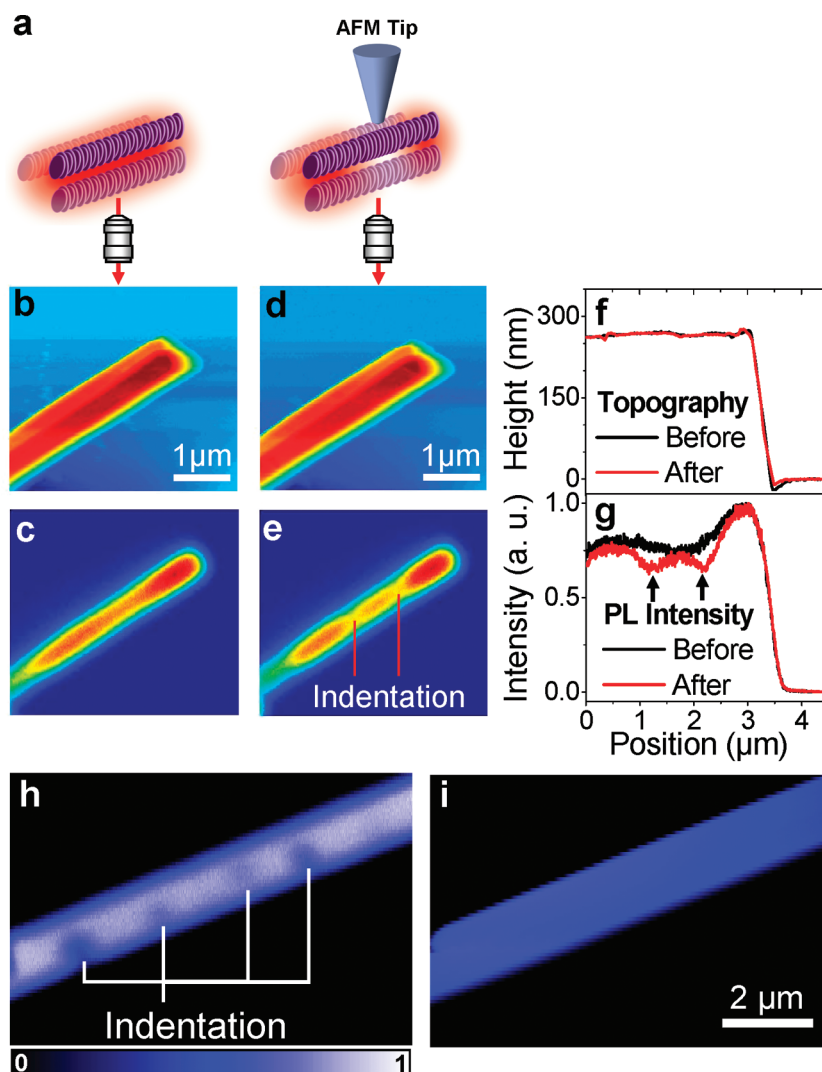 a
AFM Tip
b
1µm
d
1µm
c
e
Indentation
f
Height (nm)
300
150
0
Topography
Before
After
g
Intensity (a. u.)
1.0
0.5
0.0
PL Intensity
Before
After
0 1 2 3 4
Position (µm)
h
Indentation
0 1
i
2 µm